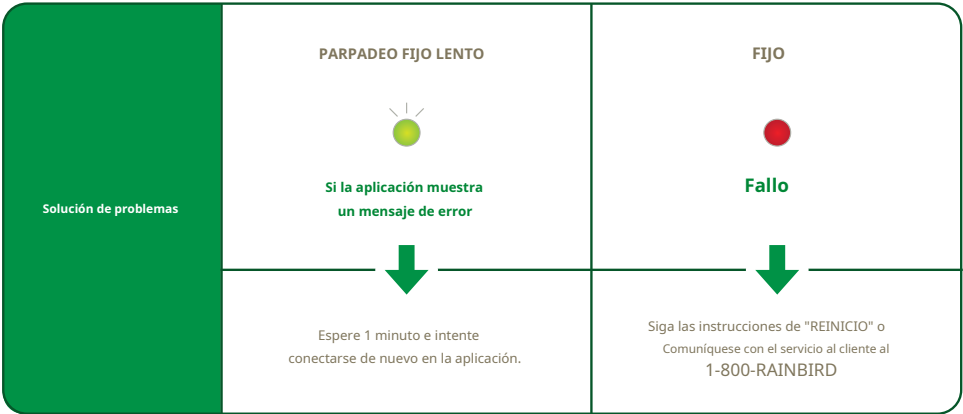 Solución de problemas
PARPADEO FIJO LENTO
Si la aplicación muestra
un mensaje de error
Espere 1 minuto e intente
conectarse de nuevo en la aplicación.
FIJO
Fallo
Siga las instrucciones de "REINICIO" o
Comuníquese con el servicio al cliente al
1-800-RAINBIRD